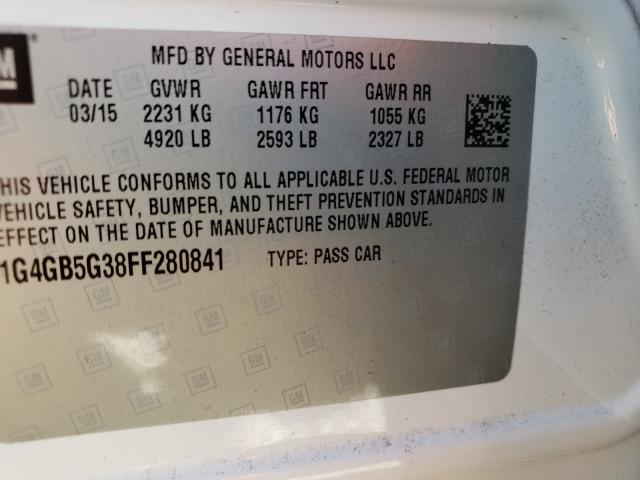 GM
MFD BY GENERAL MOTORS LLC
DATE GVWR GAWR FRT GAWR RR
03/15 2231 KG 1176 KG 1055 KG
4920 LB 2593 LB 2327 LB
THIS VEHICLE CONFORMS TO ALL APPLICABLE U.S. FEDERAL MOTOR
VEHICLE SAFETY, BUMPER, AND THEFT PREVENTION STANDARDS IN
EFFECT ON THE DATE OF MANUFACTURE SHOWN ABOVE.
1G4GB5G38FF280841 TYPE: PASS CAR